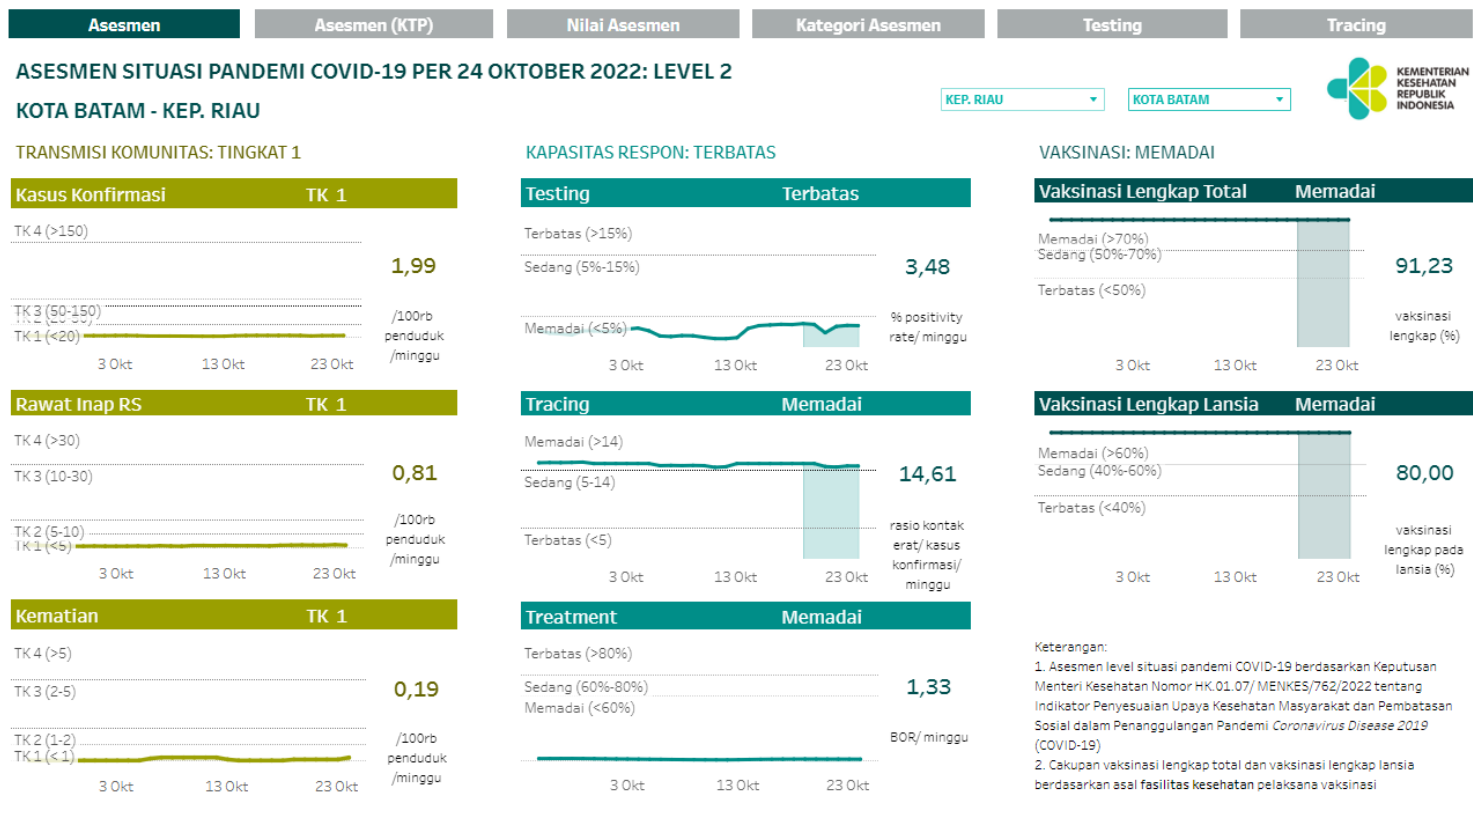 Asesmen
Asesmen (KTP)
Nilai Asesmen
Kategori Asesmen
Testing
Tracing
ASESMEN SITUASI PANDEMI COVID-19 PER 24 OKTOBER 2022: LEVEL 2
KOTA BATAM - KEP. RIAU
KEP. RIAU
KOTA BATAM
KEMENTERIAN
KESEHATAN
REPUBLIK
INDONESIA
TRANSMISI KOMUNITAS: TINGKAT 1
Kasus Konfirmasi TK 1
TK 4 (>150)
TK 3 (50-150)
TK 1 (<20)
1,99
/100rb
penduduk
/minggu
3 Okt 13 Okt 23 Okt
Rawat Inap RS TK 1
TK 4 (>30)
TK 3 (10-30)
TK 2 (5-10)
TK 1 (<5)
0,81
/100rb
penduduk
/minggu
3 Okt 13 Okt 23 Okt
Kematian TK 1
TK 4 (>5)
TK 3 (2-5)
TK 2 (1-2)
TK 1 (<1)
0,19
/100rb
penduduk
/minggu
3 Okt 13 Okt 23 Okt
KAPASITAS RESPON: TERBATAS
Testing Terbatas
Terbatas (>15%)
Sedang (5%-15%)
Memadai (<5%)
3,48
% positivity
rate/ minggu
3 Okt 13 Okt 23 Okt
Tracing Memadai
Memadai (>14)
Sedang (5-14)
Terbatas (<5)
14,61
rasio kontak
erat/ kasus
konfirmasi/
minggu
3 Okt 13 Okt 23 Okt
Treatment Memadai
Terbatas (>80%)
Sedang (60%-80%)
Memadai (<60%)
1,33
BOR/ minggu
3 Okt 13 Okt 23 Okt
VAKSINASI: MEMADAI
Vaksinasi Lengkap Total Memadai
Memadai (>70%)
Sedang (50%-70%)
Terbatas (<50%)
91,23
vaksinasi
lengkap (%)
3 Okt 13 Okt 23 Okt
Vaksinasi Lengkap Lansia Memadai
Memadai (>60%)
Sedang (40%-60%)
Terbatas (<40%)
80,00
vaksinasi
lengkap pada
lansia (%)
3 Okt 13 Okt 23 Okt
Keterangan:
1. Asesmen level situasi pandemi COVID-19 berdasarkan Keputusan
Menteri Kesehatan Nomor HK.01.07/ MENKES/762/2022 tentang
Indikator Penyesuaian Upaya Kesehatan Masyarakat dan Pembatasan
Sosial dalam Penanggulangan Pandemi Coronavirus Disease 2019
(COVID-19)
2. Cakupan vaksinasi lengkap total dan vaksinasi lengkap lansia
berdasarkan asal fasilitas kesehatan pelaksana vaksinasi